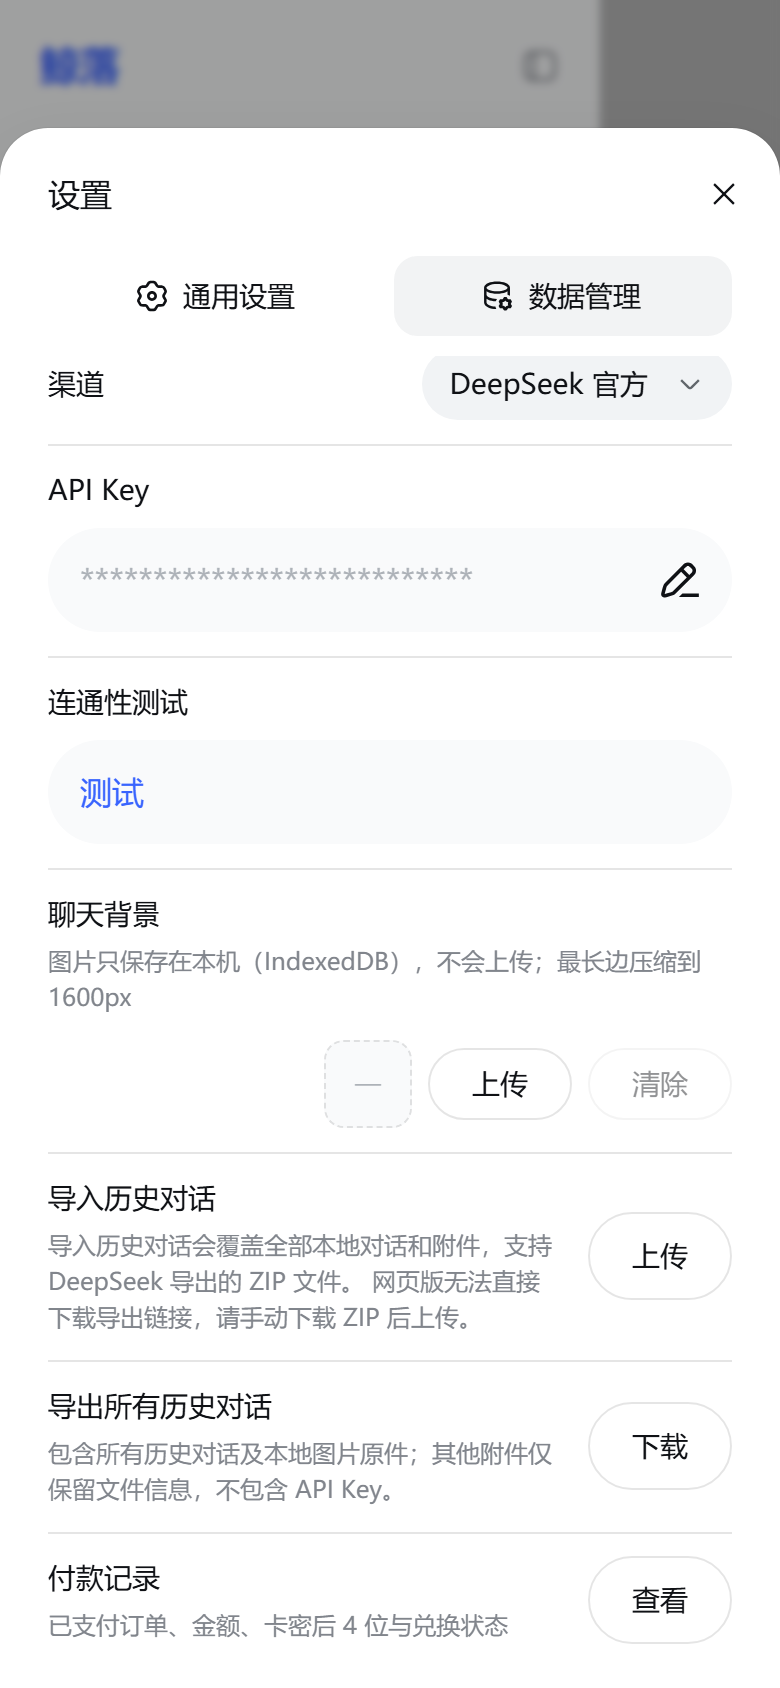 鲸落
设置
通用设置
数据管理
渠道
DeepSeek 官方
API Key
***************************
连通性测试
测试
聊天背景
图片只保存在本机（IndexedDB），不会上传；最长边压缩到
1600px
—
上传
清除
导入历史对话
导入历史对话会覆盖全部本地对话和附件，支持
DeepSeek 导出的 ZIP 文件。 网页版无法直接
下载导出链接，请手动下载 ZIP 后上传。
上传
导出所有历史对话
包含所有历史对话及本地图片原件；其他附件仅
保留文件信息，不包含 API Key。
下载
付款记录
已支付订单、金额、卡密后 4 位与兑换状态
查看